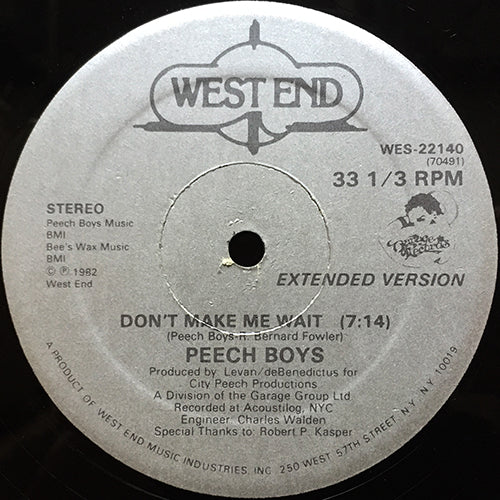 WEST END
WES-22140
(70491)
33 1/3 RPM
STEREO
Peech Boys Music
BMI
Bee's Wax Music
BMI
© ℗ 1982
West End
Garage Records
EXTENDED VERSION
DON'T MAKE ME WAIT (7:14)
(Peech Boys-R. Bernard Fowler)
PEECH BOYS
Produced by Levan/deBenedictus for
City Peech Productions
A Division of the Garage Group Ltd
Recorded at Acoustilog, NYC
Engineer: Charles Walden
Special Thanks to: Robert P. Kasper
A PRODUCT OF WEST END MUSIC INDUSTRIES, INC 250 WEST 57TH STREET, NY, N.Y. 10019